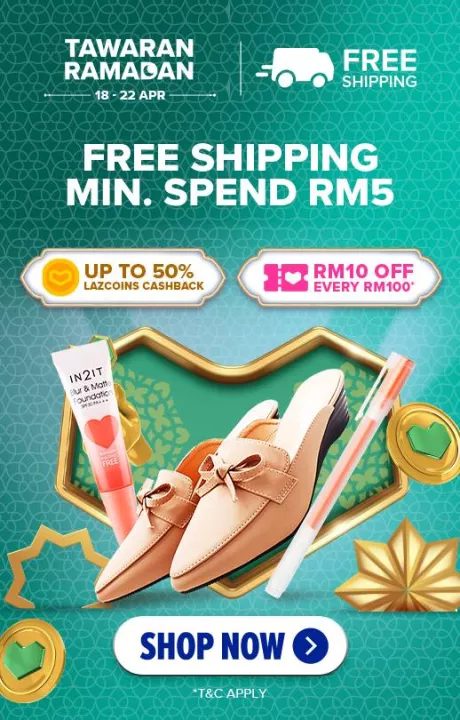 TAWARAN
RAMADAN
18 - 22 APR
FREE
SHIPPING
FREE SHIPPING
MIN. SPEND RM5
UP TO 50%
LAZCOINS CASHBACK
RM10 OFF
EVERY RM100*
IN2IT
Blur & Matte
Foundation
FREE
SHOP NOW
*T&C APPLY